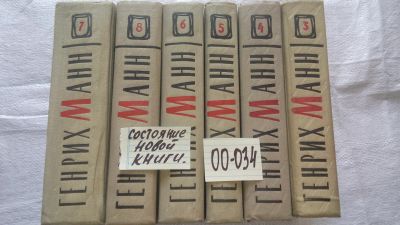 7
ГЕНРИХ МАНН
8
ГЕНРИХ МАНН
6
ГЕНРИХ МАНН
5
ГЕНРИХ МАНН
4
ГЕНРИХ МАНН
3
ГЕНРИХ МАНН
СОСТОЯНИЕ
НОВОЙ
КНИГИ.
00-034